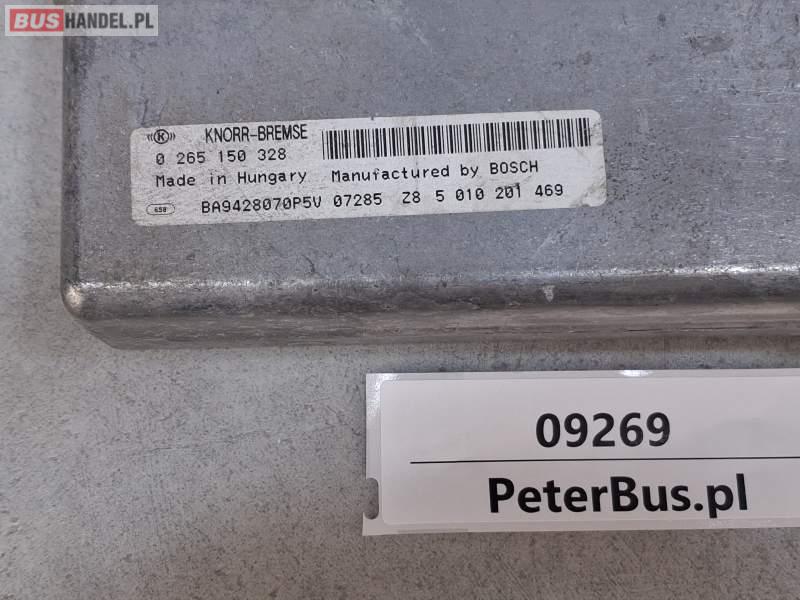 BUSHANDEL.PL
((K)) KNORR-BREMSE
0 265 150 328
Made in Hungary Manufactured by BOSCH
658 BA9428070P5V 07285 Z8 5 010 201 469
09269
PeterBus.pl